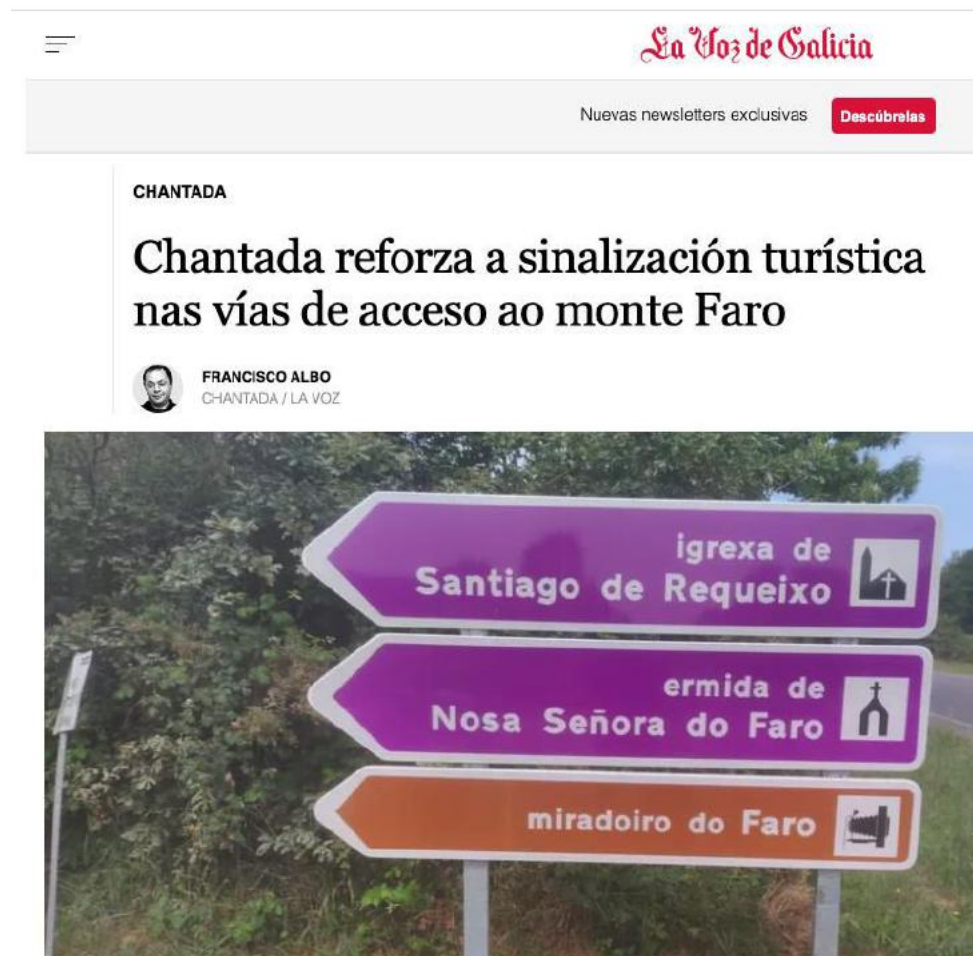 La Voz de Galicia
Nuevas newsletters exclusivas
Descúbrelas
CHANTADA
Chantada reforza a sinalización turística
nas vías de acceso ao monte Faro
FRANCISCO ALBO
CHANTADA / LA VOZ
igrexa de
Santiago de Requeixo
ermida de
Nosa Señora do Faro
miradoiro do Faro